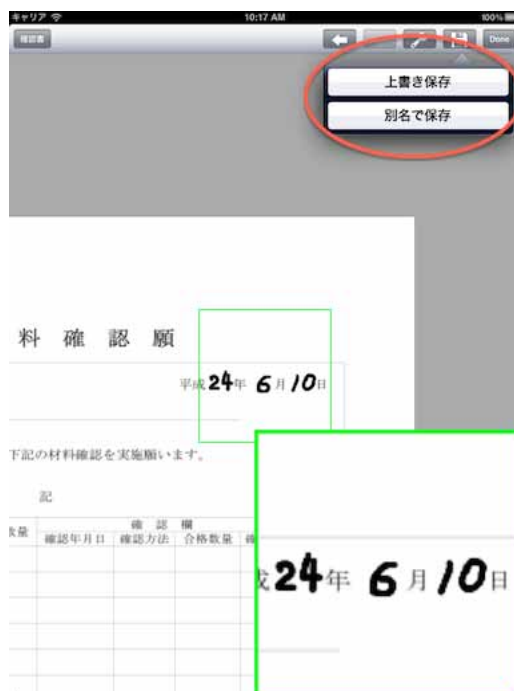 キャリア 10:17 AM 100%
確認書 Done
上書き保存
別名で保存
料確認願
平成24年6月10日
下記の材料確認を実施願います。
記
数量 確認欄
確認年月日 確認方法 合格数量 確
成24年6月10日